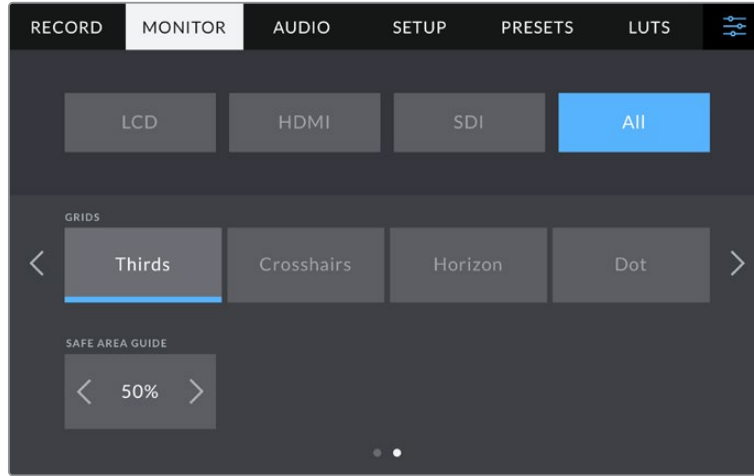 RECORD MONITOR AUDIO SETUP PRESETS LUTS
LCD HDMI SDI All
GRIDS
Thirds Crosshairs Horizon Dot
SAFE AREA GUIDE
50%